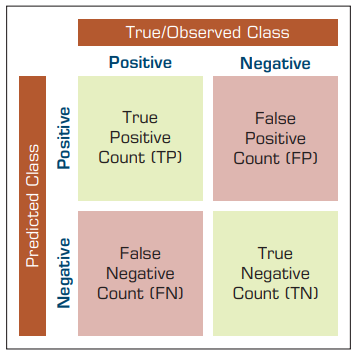 True/Observed Class
Positive
Negative
Predicted Class
Positive
True
Positive
Count (TP)
False
Positive
Count (FP)
Negative
False
Negative
Count (FN)
True
Negative
Count (TN)